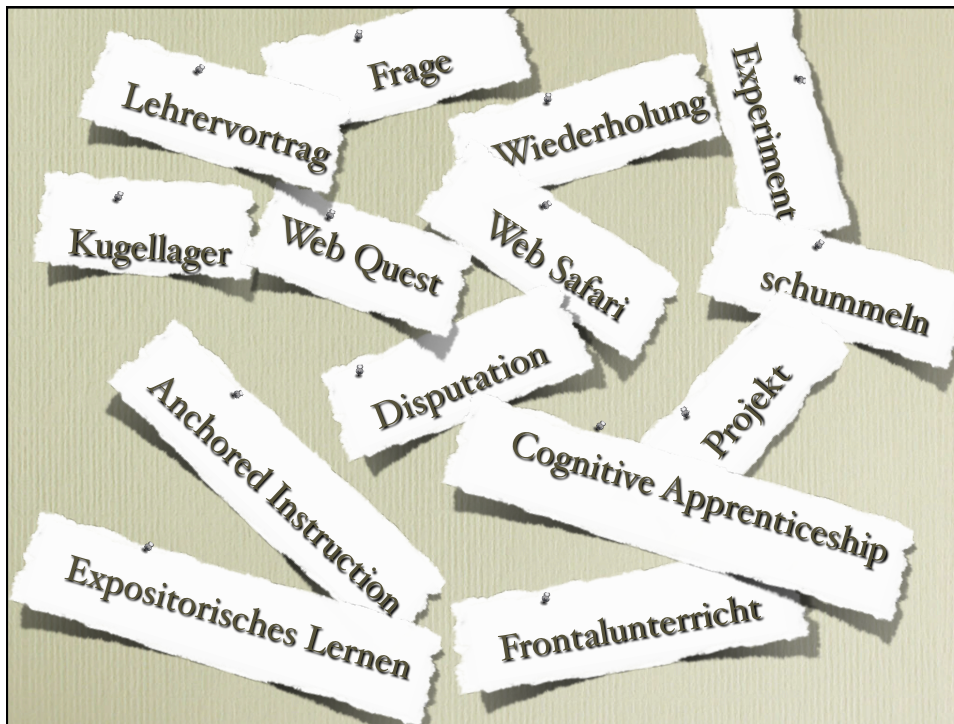 Frage
Lehrervortrag
Wiederholung
Experiment
Kugellager
Web Quest
Web Safari
schummeln
Disputation
Projekt
Anchored Instruction
Cognitive Apprenticeship
Expositorisches Lernen
Frontalunterricht